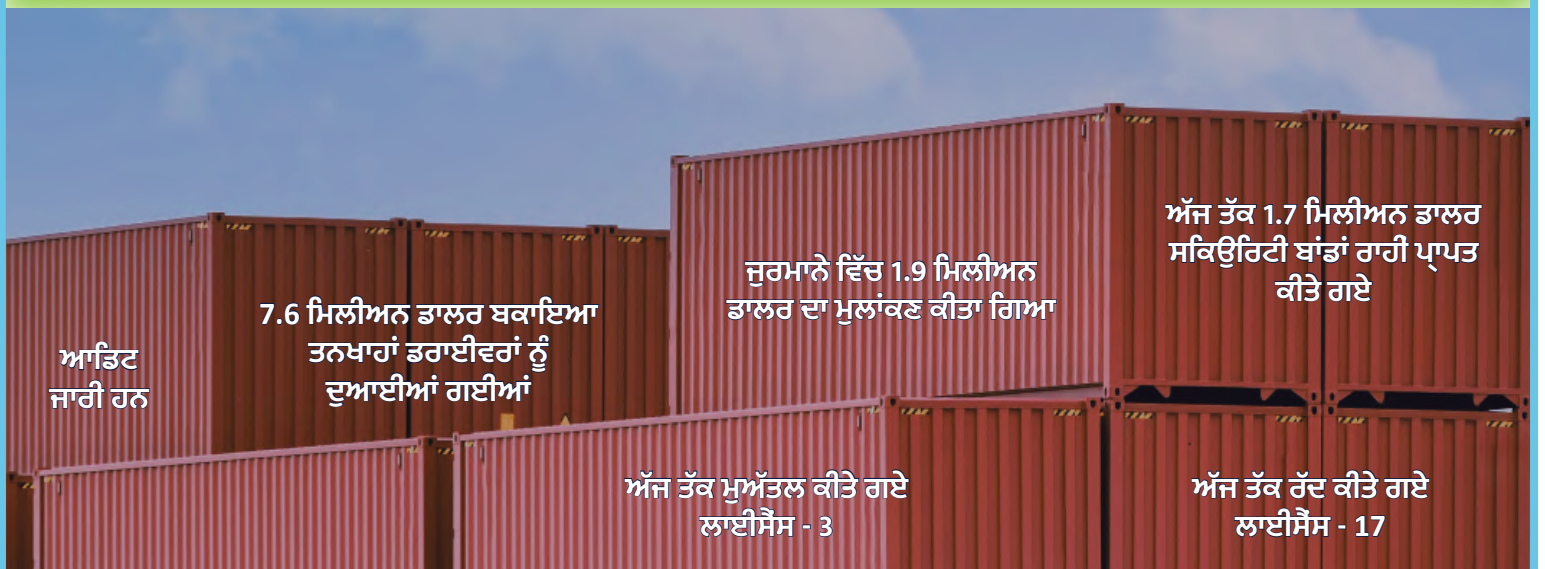 ਆਡਿਟ
ਜਾਰੀ ਹਨ
7.6 ਮਿਲੀਅਨ ਡਾਲਰ ਬਕਾਇਆ
ਤਨਖਾਹਾਂ ਡਰਾਈਵਰਾਂ ਨੂੰ
ਦੁਆਈਆਂ ਗਈਆਂ
ਜੁਰਮਾਨੇ ਵਿੱਚ 1.9 ਮਿਲੀਅਨ
ਡਾਲਰ ਦਾ ਮੁਲਾਂਕਣ ਕੀਤਾ ਗਿਆ
ਅੱਜ ਤੱਕ 1.7 ਮਿਲੀਅਨ ਡਾਲਰ
ਸਕਿਉਰਿਟੀ ਬਾਂਡਾਂ ਰਾਹੀਂ ਪ੍ਰਾਪਤ
ਕੀਤੇ ਗਏ
ਅੱਜ ਤੱਕ ਮੁਅੱਤਲ ਕੀਤੇ ਗਏ
ਲਾਈਸੈਂਸ - 3
ਅੱਜ ਤੱਕ ਰੱਦ ਕੀਤੇ ਗਏ
ਲਾਈਸੈਂਸ - 17